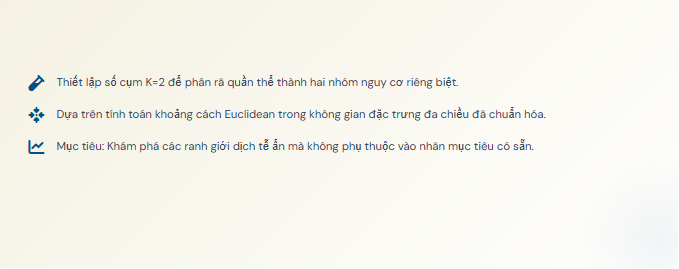 Thiết lập số cụm K=2 để phân rã quần thể thành hai nhóm nguy cơ riêng biệt.
Dựa trên tính toán khoảng cách Euclidean trong không gian đặc trưng đa chiều đã chuẩn hóa.
Mục tiêu: Khám phá các ranh giới dịch tễ ẩn mà không phụ thuộc vào nhãn mục tiêu có sẵn.